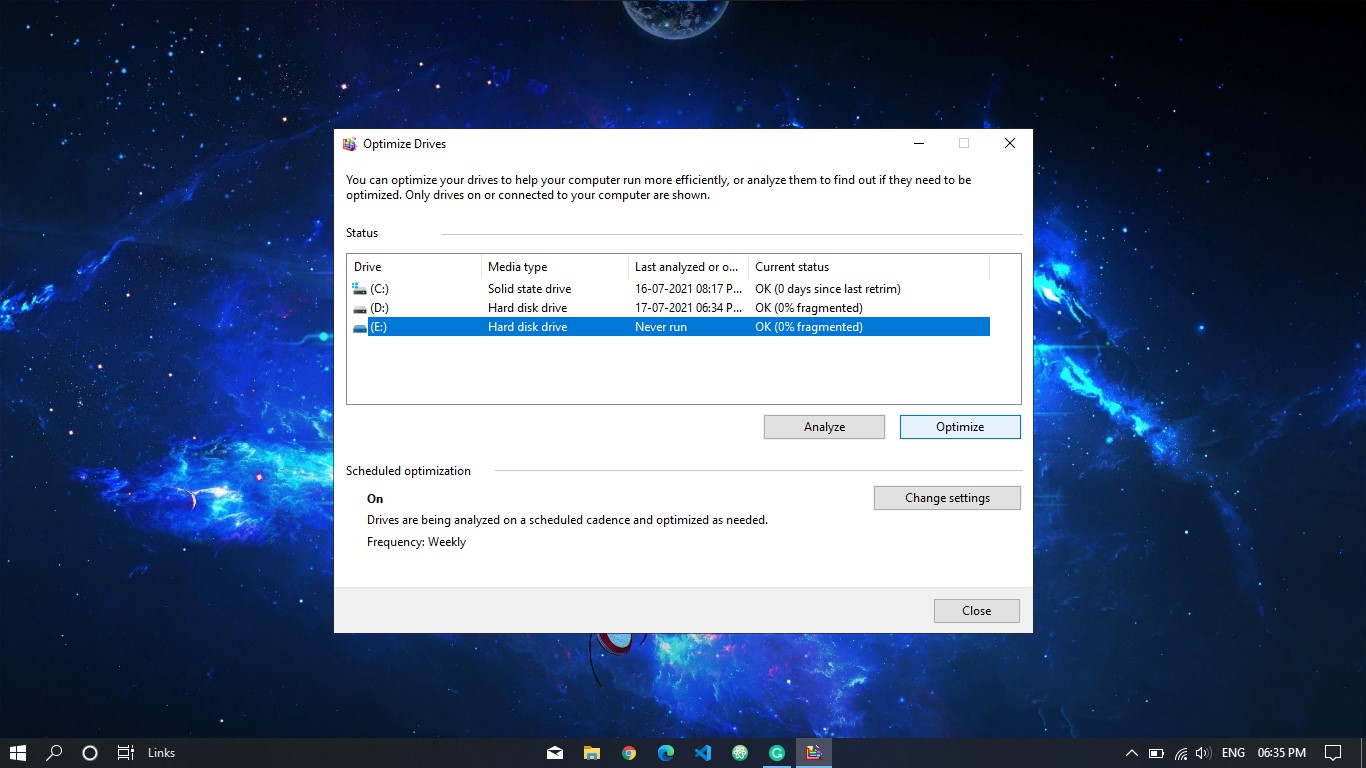 Optimize Drives
You can optimize your drives to help your computer run more efficiently, or analyze them to find out if they need to be
optimized. Only drives on or connected to your computer are shown.
Status
Drive Media type Last analyzed or o... Current status
(C:) Solid state drive 16-07-2021 08:17 P... OK (0 days since last retrim)
(D:) Hard disk drive 17-07-2021 06:34 P... OK (0% fragmented)
(E:) Hard disk drive Never run OK (0% fragmented)
Analyze Optimize
Scheduled optimization
On Change settings
Drives are being analyzed on a scheduled cadence and optimized as needed.
Frequency: Weekly
Close
Links ENG 06:35 PM